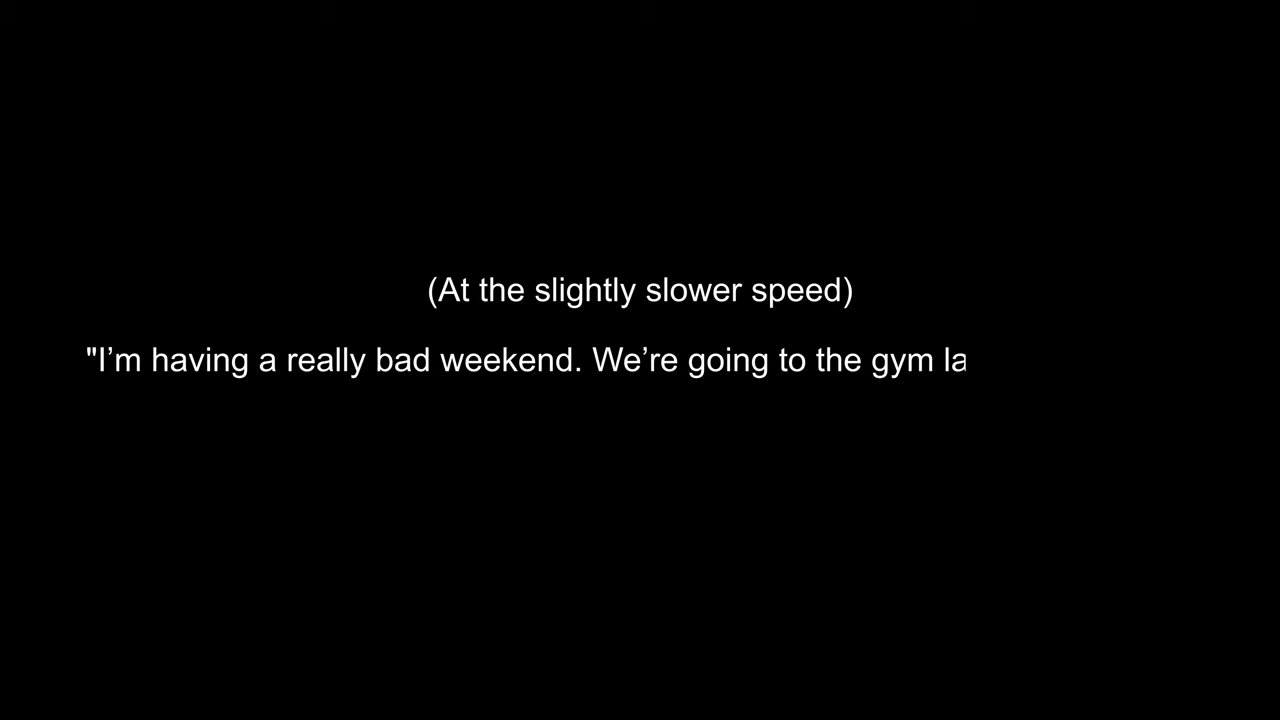 (At the slightly slower speed)
"I’m having a really bad weekend. We’re going to the gym la